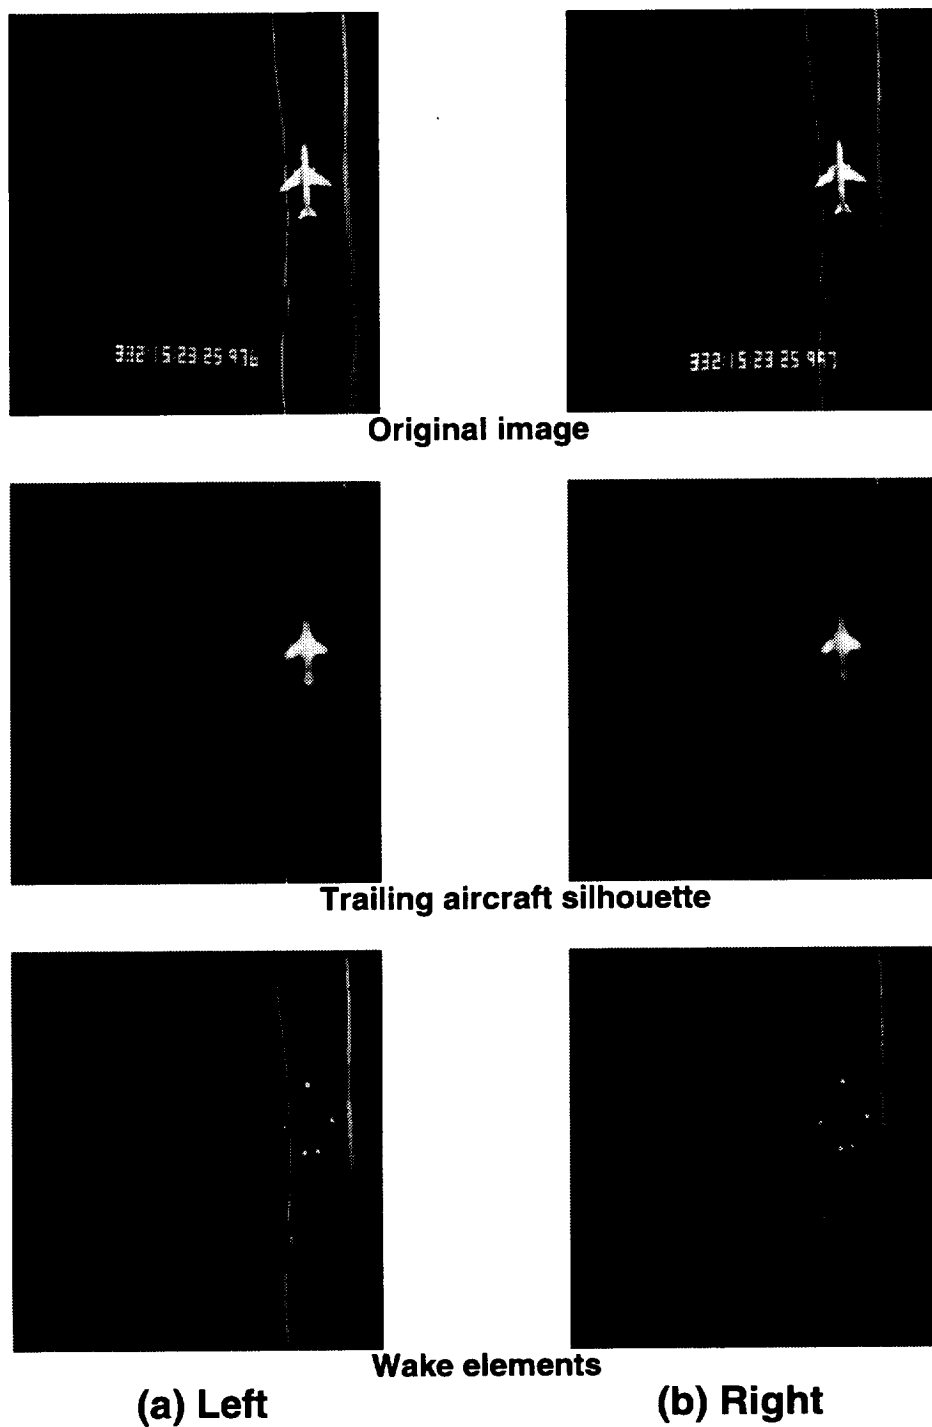 332:15:23 25 976
332:15:23 25 997
Original image
Trailing aircraft silhouette
Wake elements
(a) Left
(b) Right